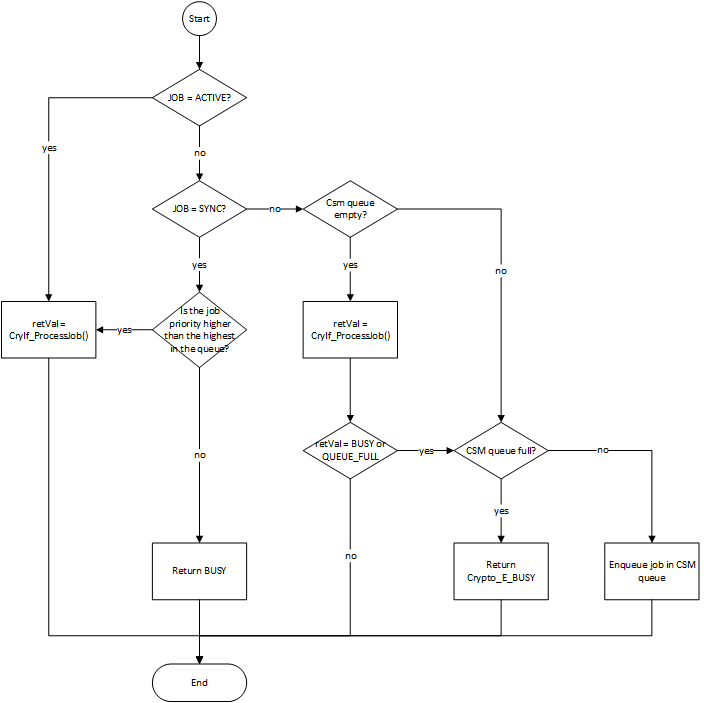 Start
JOB = ACTIVE?
yes
no
JOB = SYNC?
no
Csm queue
empty?
yes
yes
no
retVal =
CryIf_ProcessJob()
yes
Is the job
priority higher
than the highest
in the queue?
retVal =
CryIf_ProcessJob()
no
retVal = BUSY or
QUEUE_FULL
yes
CSM queue full?
no
yes
no
Return BUSY
Return
Crypto_E_BUSY
Enqueue job in CSM
queue
End